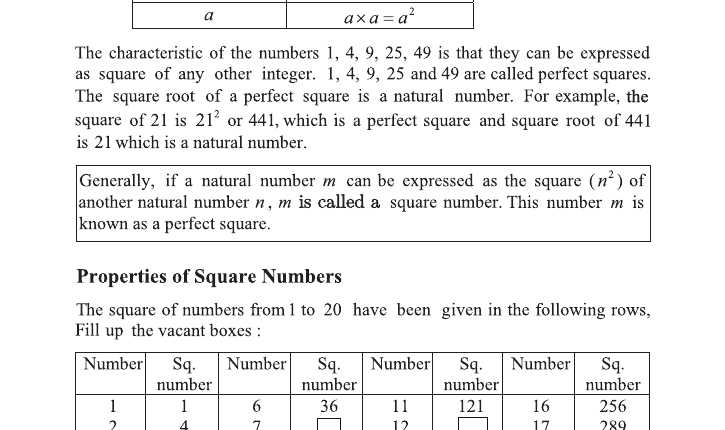 a a × a = a²
The characteristic of the numbers 1, 4, 9, 25, 49 is that they can be expressed
as square of any other integer. 1, 4, 9, 25 and 49 are called perfect squares.
The square root of a perfect square is a natural number. For example, the
square of 21 is 21² or 441, which is a perfect square and square root of 441
is 21 which is a natural number.
Generally, if a natural number m can be expressed as the square (n²) of
another natural number n, m is called a square number. This number m is
known as a perfect square.
Properties of Square Numbers
The square of numbers from 1 to 20 have been given in the following rows,
Fill up the vacant boxes :
Number Sq. number Number Sq. number Number Sq. number Number Sq. number
1 1 6 36 11 121 16 256
2 4 7 12 17 289